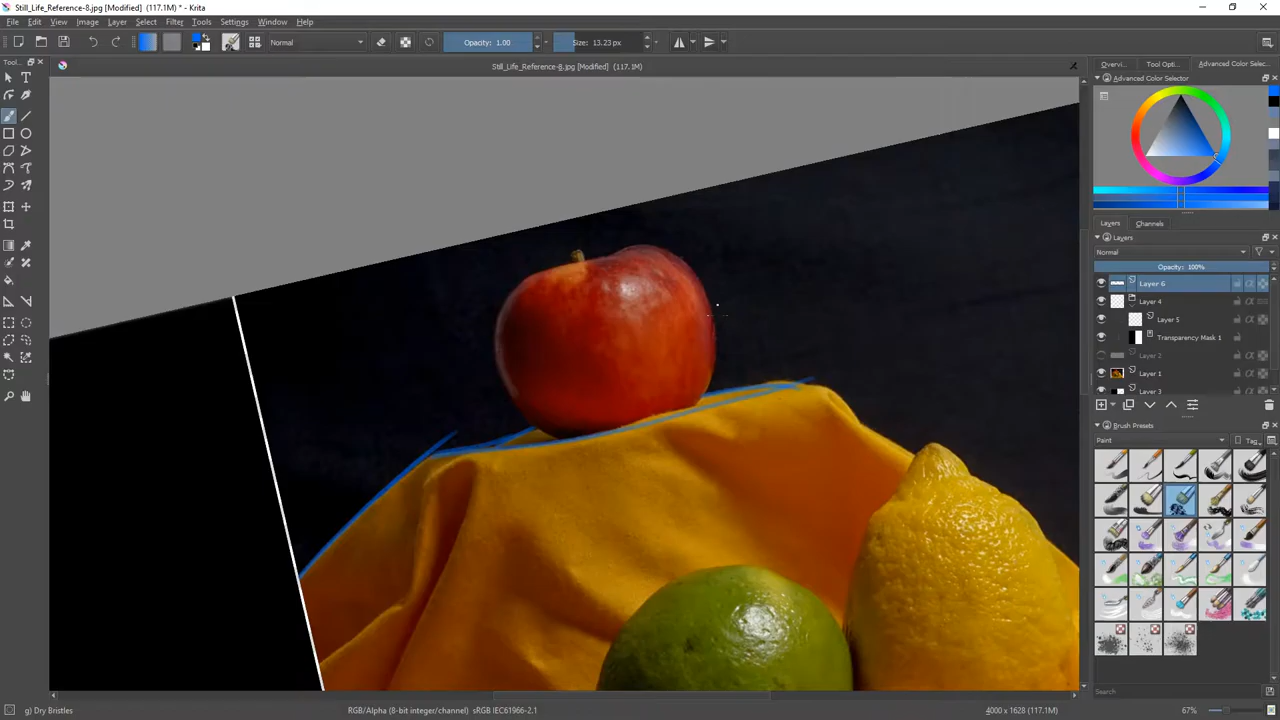 Still_Life_Reference-8.jpg [Modified] (117.1M) * - Krita
File Edit View Image Layer Select Filter Tools Settings Window Help
Normal Opacity: 1.00 Size: 13.23 px
Tool... Still_Life_Reference-8.jpg [Modified] (117.1M) Overvi... Tool Opti... Advanced Color Selec...
Advanced Color Selector
Layers Channels
Layers
Normal
Opacity: 100%
Layer 6
Layer 4
Layer 5
Transparency Mask 1
Layer 2
Layer 1
Layer 3
Brush Presets
Paint Tag
Search
g) Dry Bristles RGB/Alpha (8-bit integer/channel) sRGB IEC61966-2.1 4000 x 1628 (117.1M) 67%